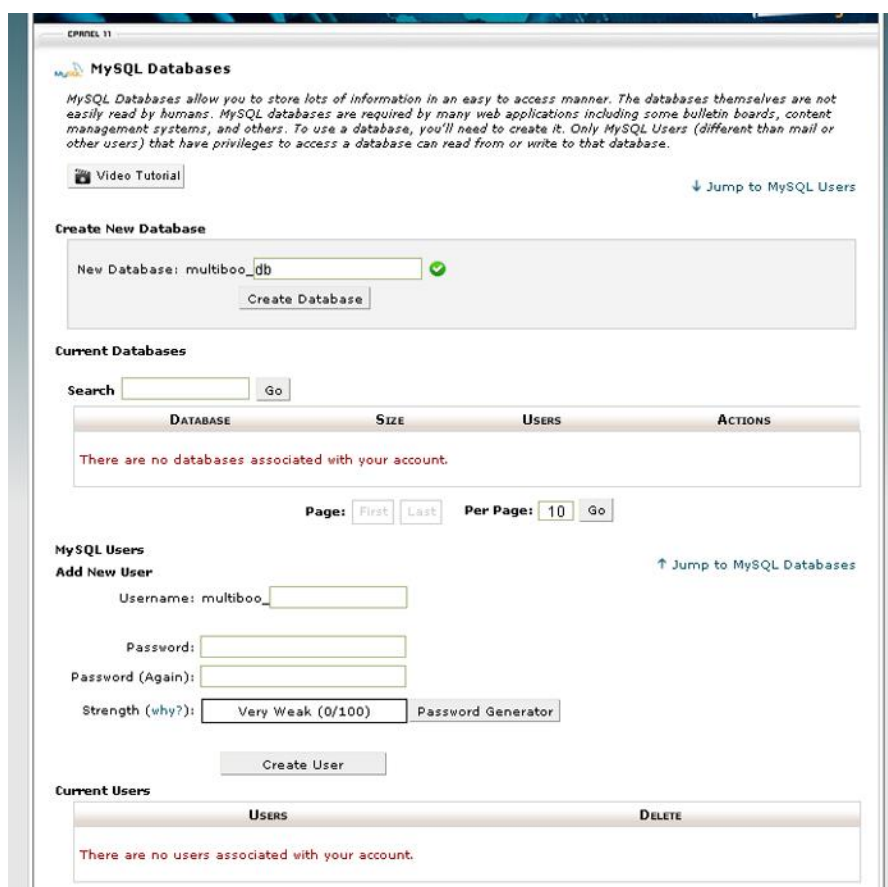 CPANEL 11
MySQL Databases
MySQL Databases allow you to store lots of information in an easy to access manner. The databases themselves are not
easily read by humans. MySQL databases are required by many web applications including some bulletin boards, content
management systems, and others. To use a database, you'll need to create it. Only MySQL Users (different than mail or
other users) that have privileges to access a database can read from or write to that database.
Video Tutorial
↓ Jump to MySQL Users
Create New Database
New Database: multiboo_db
Create Database
Current Databases
Search Go
DATABASE SIZE USERS ACTIONS
There are no databases associated with your account.
Page: First Last Per Page: 10 Go
MySQL Users
↑ Jump to MySQL Databases
Add New User
Username: multiboo_
Password:
Password (Again):
Strength (why?): Very Weak (0/100) Password Generator
Create User
Current Users
USERS DELETE
There are no users associated with your account.